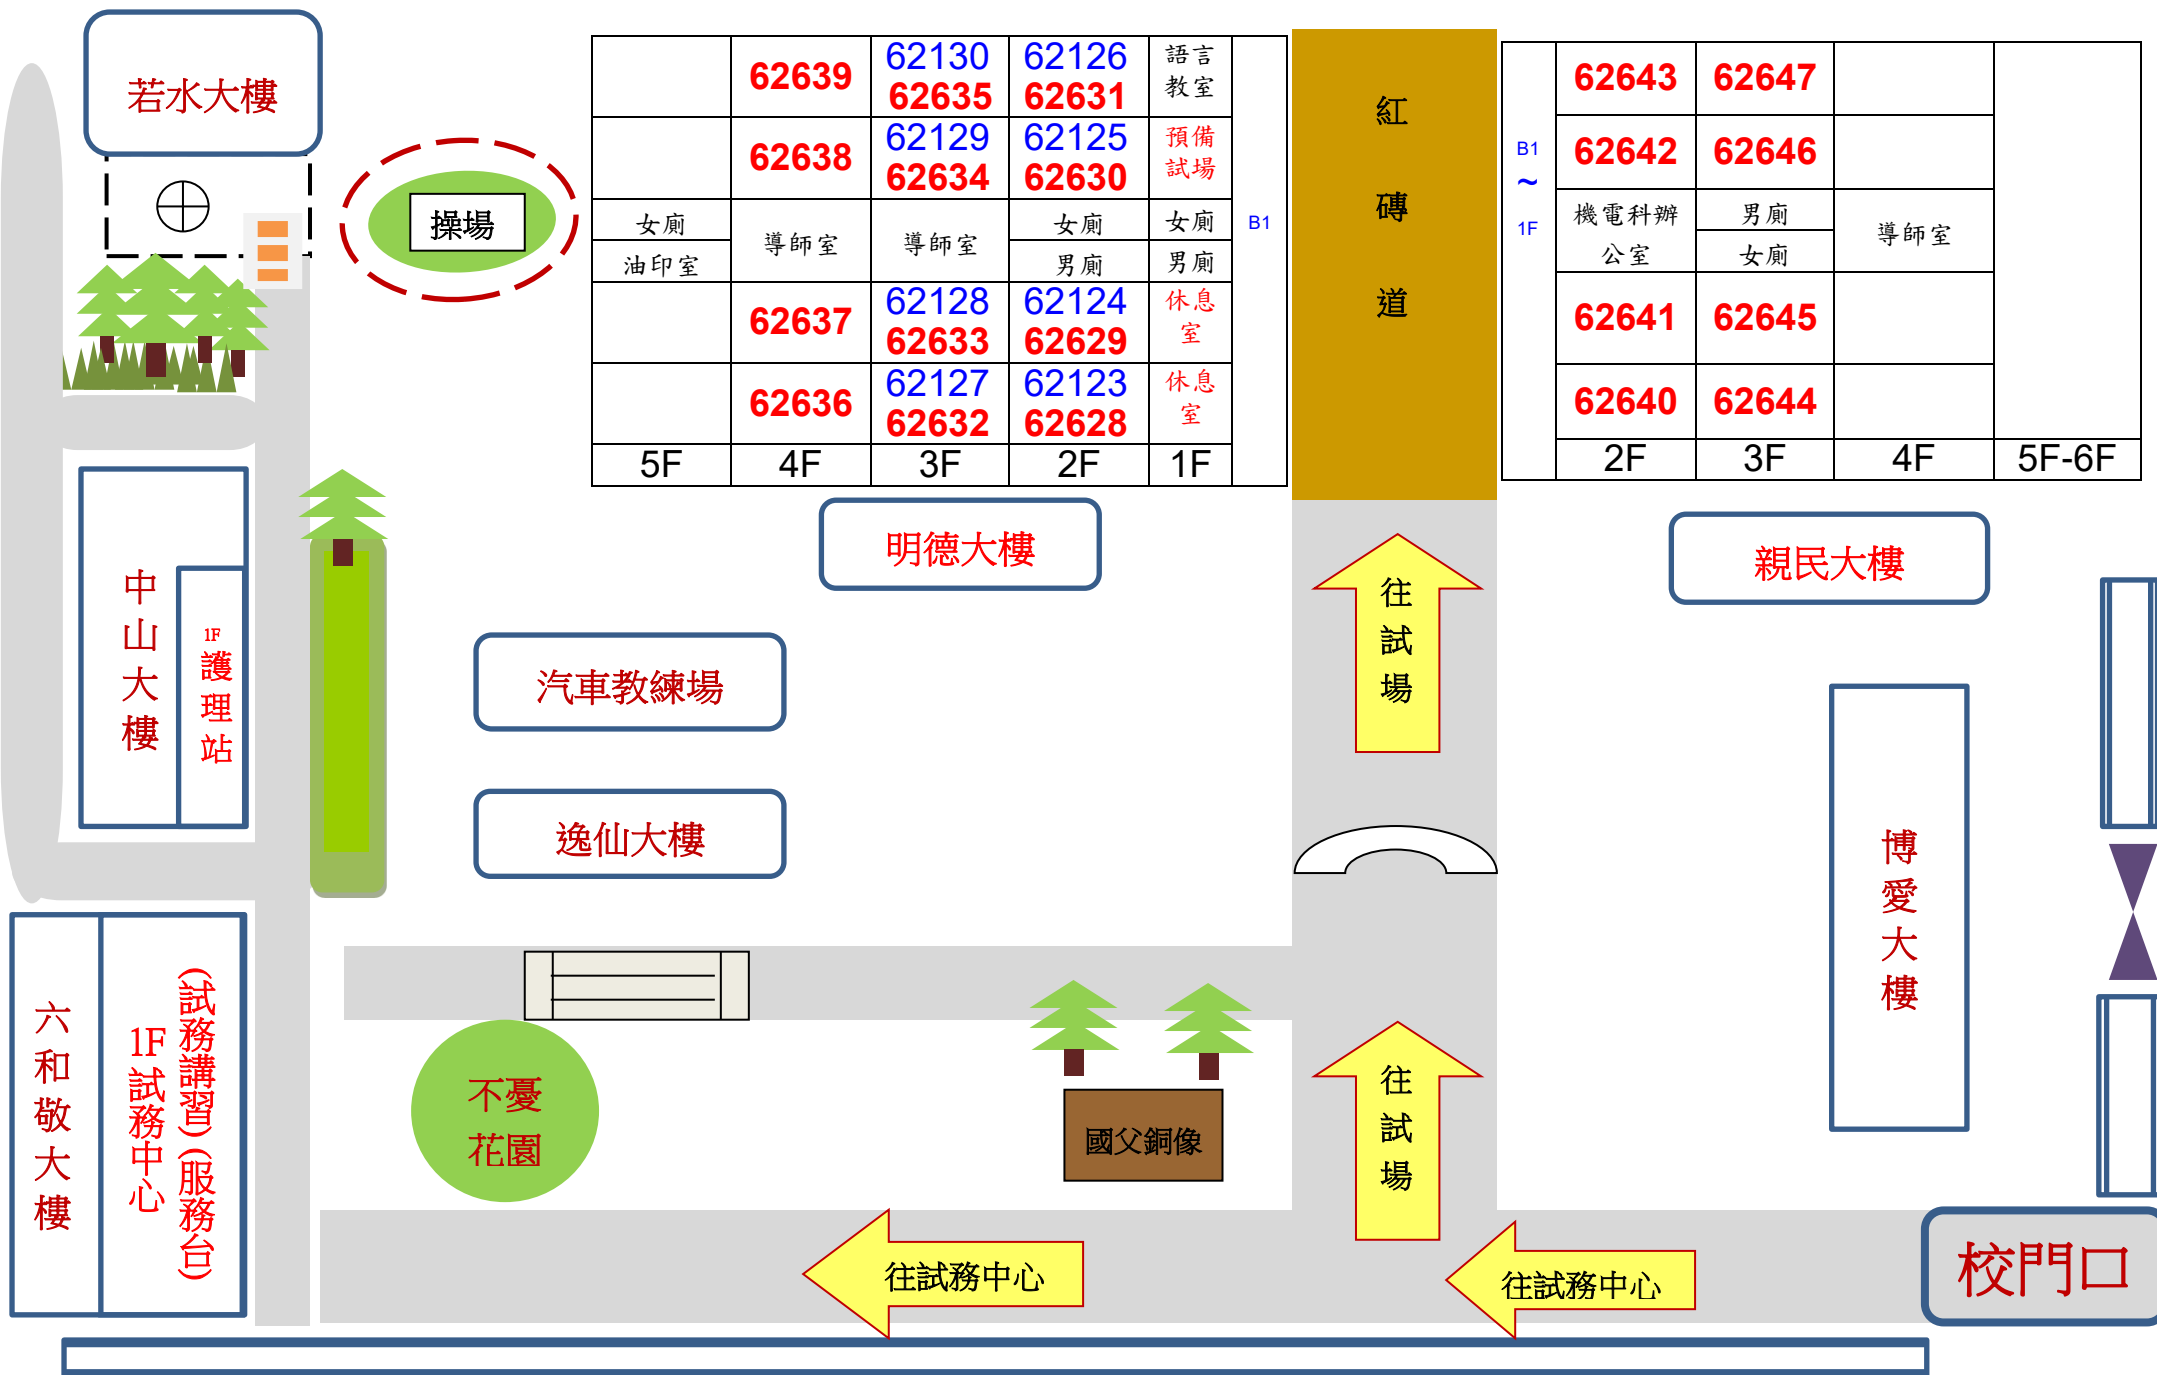 若水大樓
操場
62639
62130
62635
62126
62631
語言
教室
62638
62129
62634
62125
62630
預備
試場
女廁
油印室
導師室
導師室
女廁
男廁
女廁
男廁
62637
62128
62633
62124
62629
休息
室
62636
62127
62632
62123
62628
休息
室
5F
4F
3F
2F
1F
B1
紅
磚
道
B1
~
1F
62643
62647
62642
62646
機電科辦
公室
男廁
女廁
導師室
62641
62645
62640
62644
2F
3F
4F
5F-6F
明德大樓
親民大樓
往
試
場
中
山
大
樓
1F
護
理
站
汽車教練場
逸仙大樓
博
愛
大
樓
六
和
敬
大
樓
(試務講習)(服務台)
1F試務中心
不憂
花園
國父銅像
往
試
場
往試務中心
往試務中心
校門口